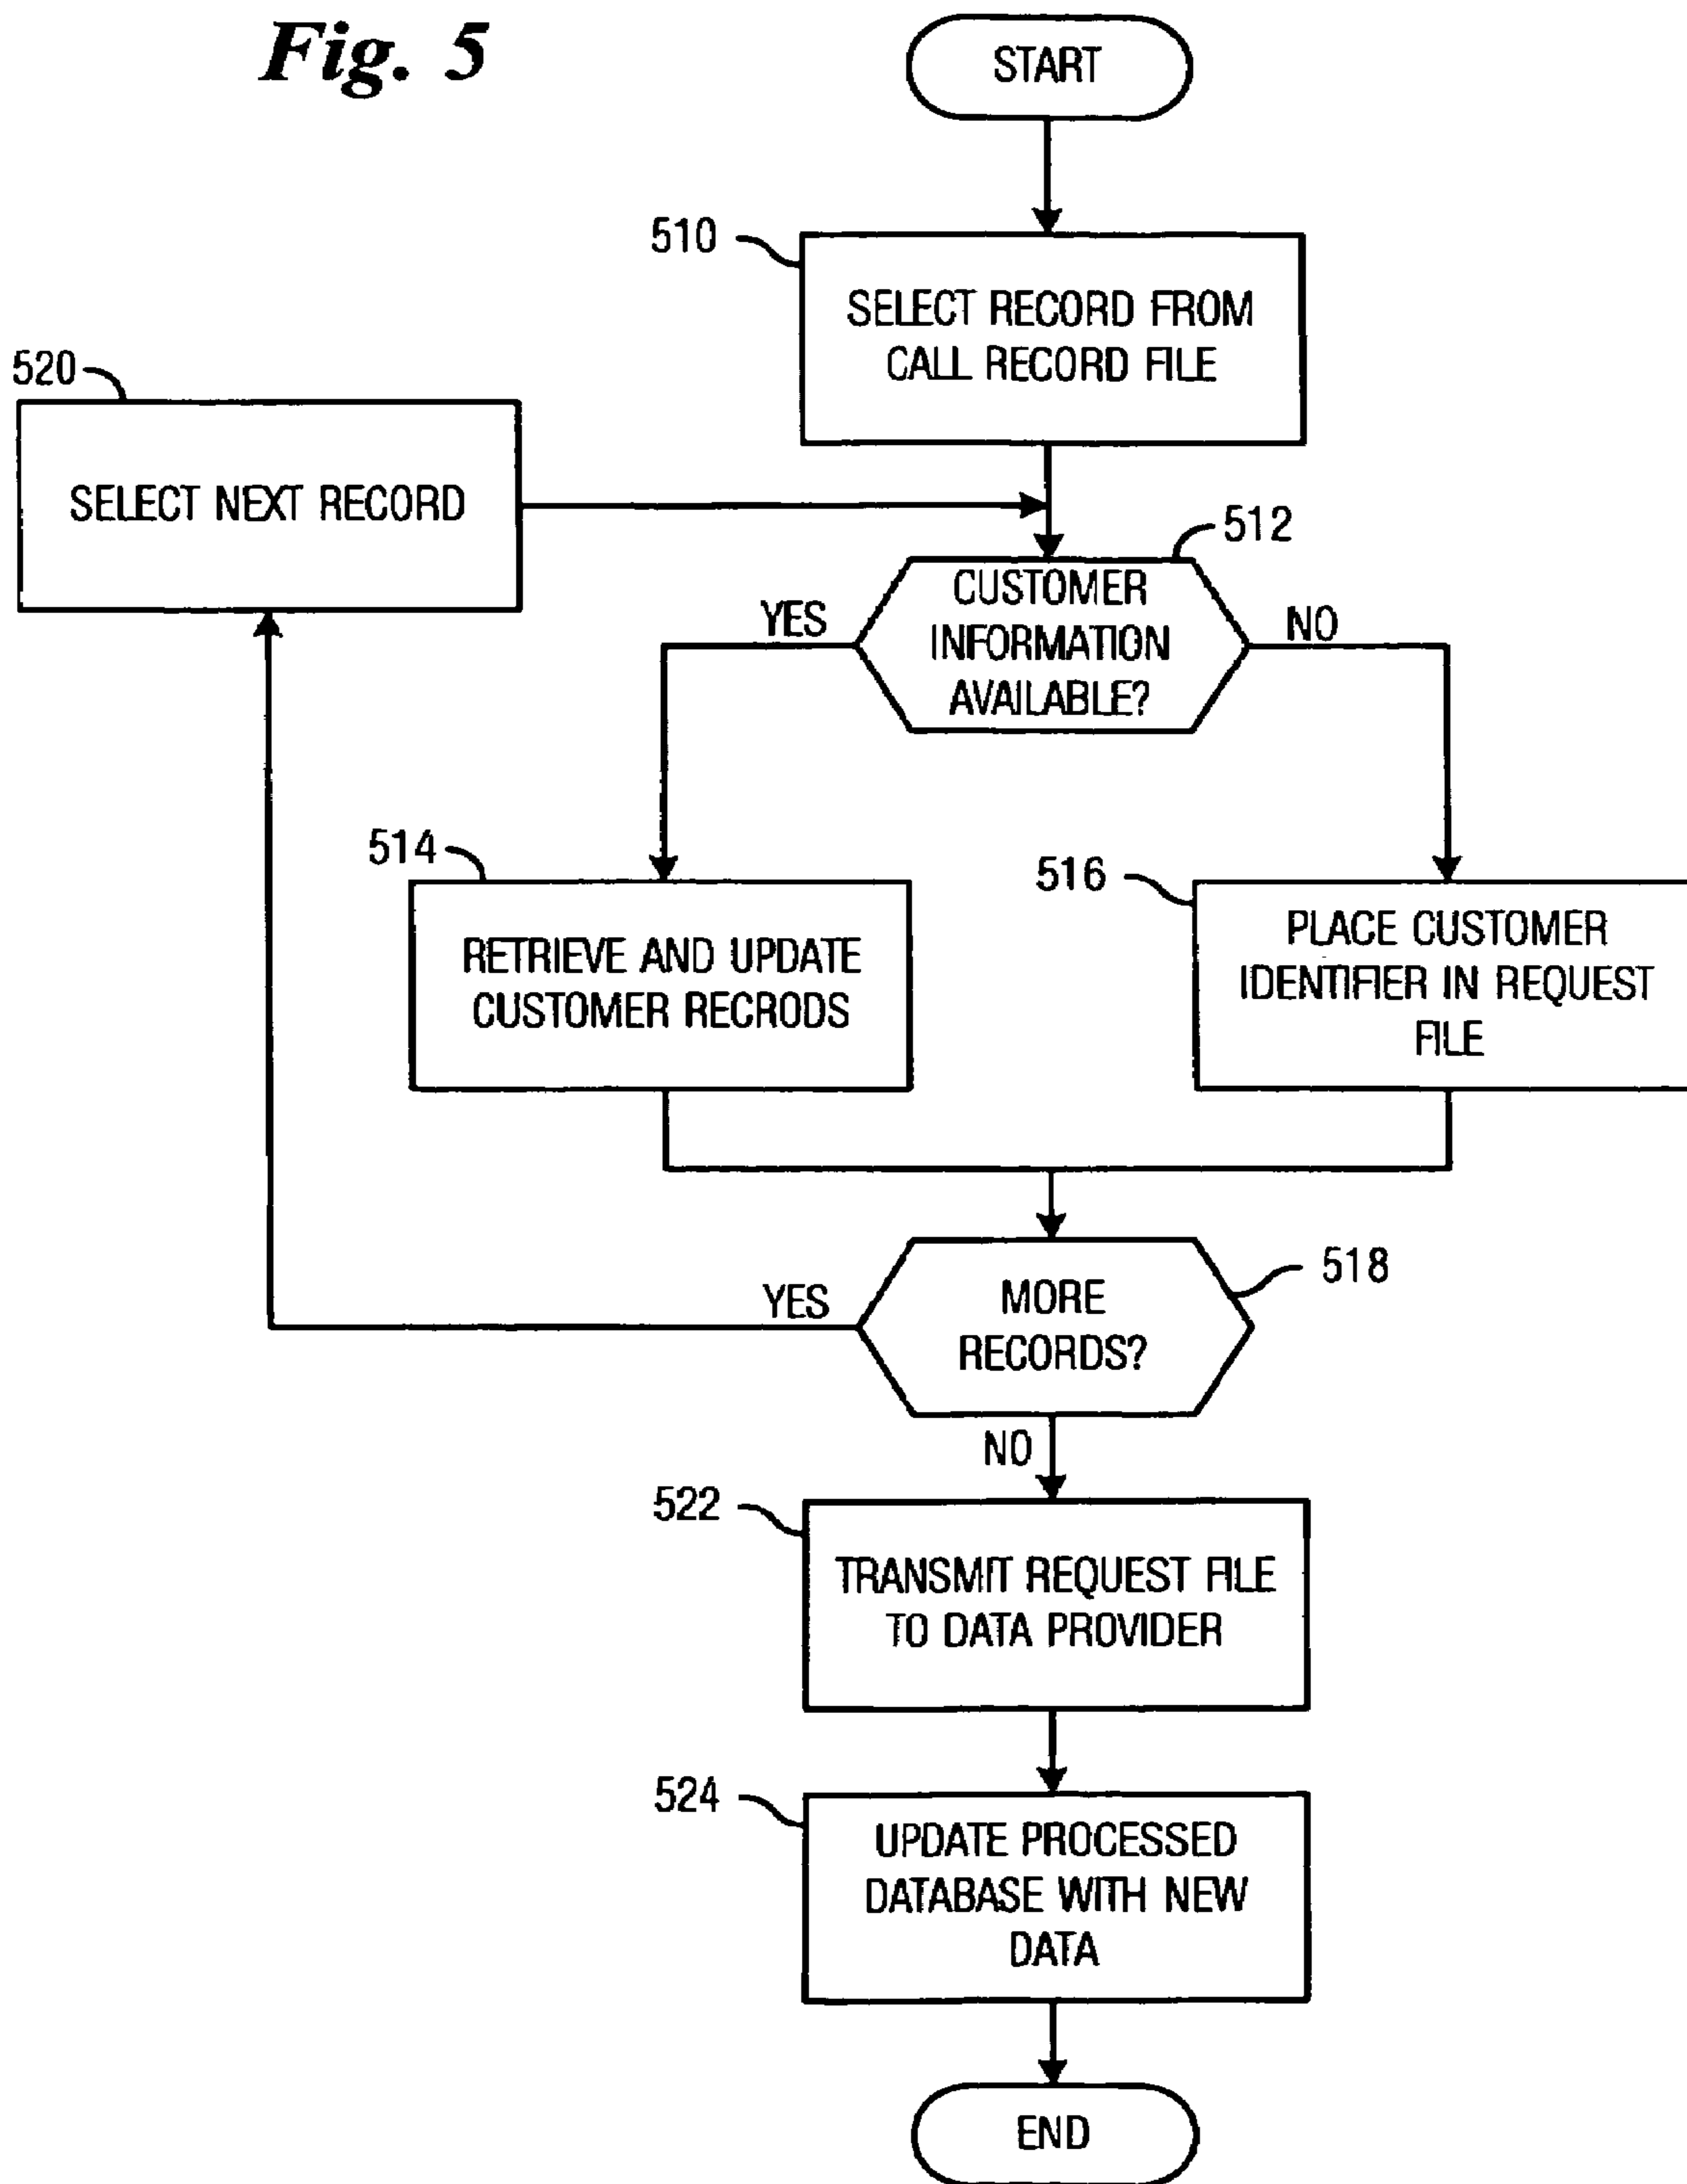 Fig. 5
START
510
SELECT RECORD FROM
CALL RECORD FILE
520
SELECT NEXT RECORD
512
CUSTOMER
INFORMATION
AVAILABLE?
YES
NO
514
RETRIEVE AND UPDATE
CUSTOMER RECRODS
516
PLACE CUSTOMER
IDENTIFIER IN REQUEST
FILE
518
MORE
RECORDS?
YES
NO
522
TRANSMIT REQUEST FILE
TO DATA PROVIDER
524
UPDATE PROCESSED
DATABASE WITH NEW
DATA
END